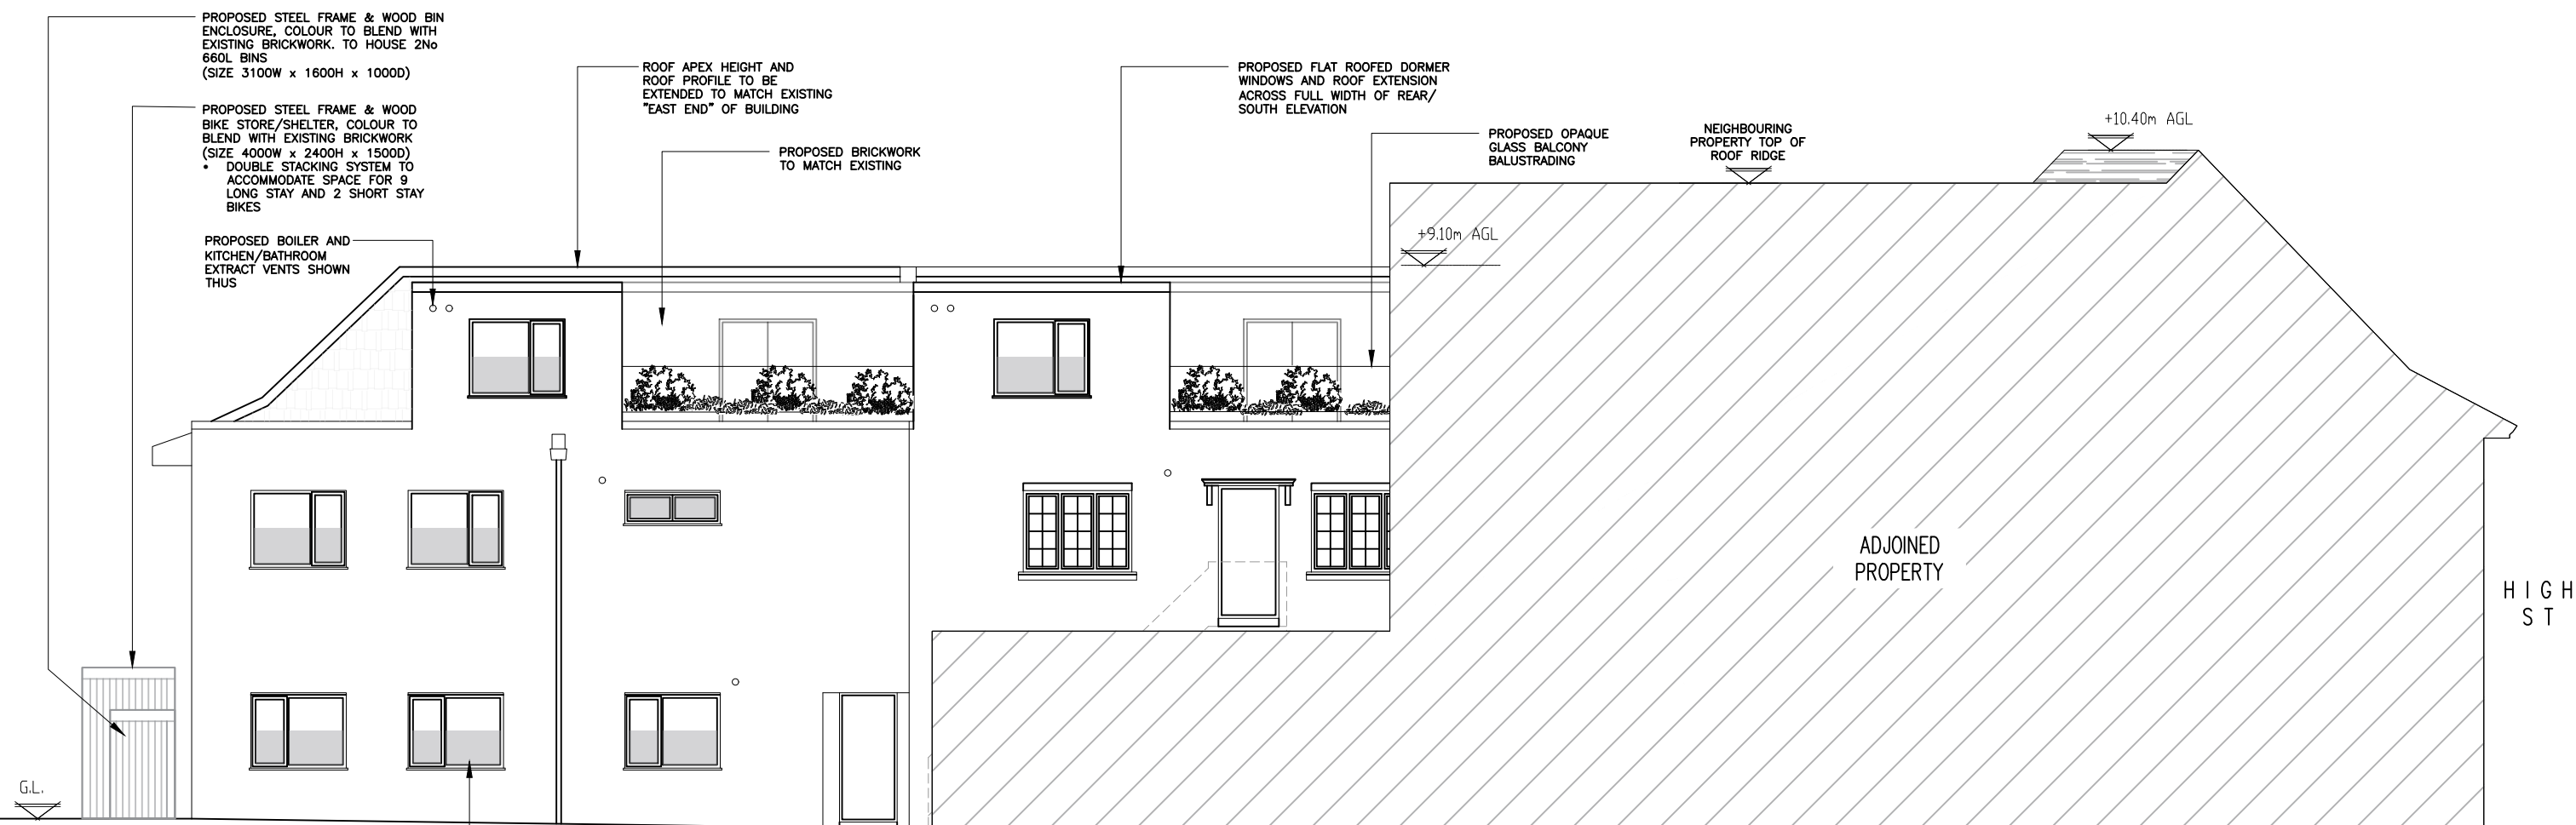 PROPOSED STEEL FRAME & WOOD BIN
ENCLOSURE, COLOUR TO BLEND WITH
EXISTING BRICKWORK. TO HOUSE 2No
660L BINS
(SIZE 3100W x 1600H x 1000D)
PROPOSED STEEL FRAME & WOOD
BIKE STORE/SHELTER, COLOUR TO
BLEND WITH EXISTING BRICKWORK
(SIZE 4000W x 2400H x 1500D)
• DOUBLE STACKING SYSTEM TO
ACCOMMODATE SPACE FOR 9
LONG STAY AND 2 SHORT STAY
BIKES
PROPOSED BOILER AND
KITCHEN/BATHROOM
EXTRACT VENTS SHOWN
THUS
ROOF APEX HEIGHT AND
ROOF PROFILE TO BE
EXTENDED TO MATCH EXISTING
"EAST END" OF BUILDING
PROPOSED BRICKWORK
TO MATCH EXISTING
PROPOSED FLAT ROOFED DORMER
WINDOWS AND ROOF EXTENSION
ACROSS FULL WIDTH OF REAR/
SOUTH ELEVATION
PROPOSED OPAQUE
GLASS BALCONY
BALUSTRADING
NEIGHBOURING
PROPERTY TOP OF
ROOF RIDGE
+10.40m AGL
+9.10m AGL
ADJOINED
PROPERTY
HIGH
ST
G.L.